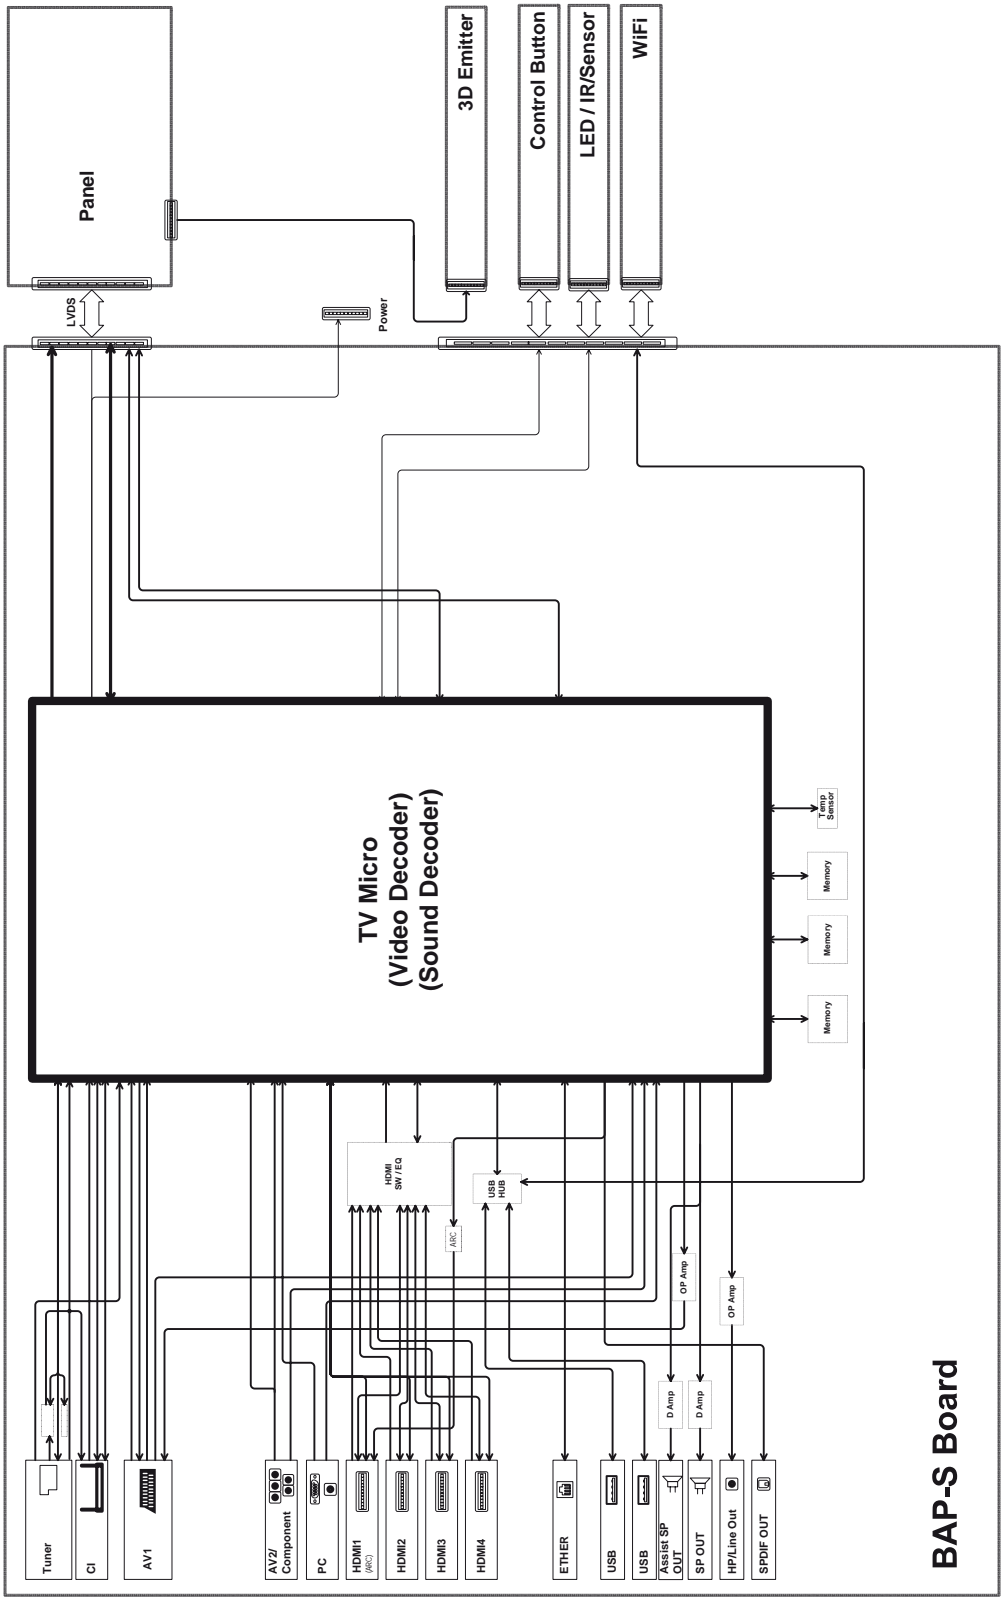 Panel
LVDS
Power
3D Emitter
Control Button
LED / IR/Sensor
WiFi
TV Micro
(Video Decoder)
(Sound Decoder)
Temp
Sensor
Memory
Memory
Memory
HDMI
SW / EQ
USB
HUB
ARC
OP Amp
OP Amp
D Amp
D Amp
Tuner
CI
AV1
AV2/
Component
PC
HDMI1
(ARC)
HDMI2
HDMI3
HDMI4
ETHER
USB
USB
Assist SP
OUT
SP OUT
HP/Line Out
SPDIF OUT
BAP-S Board